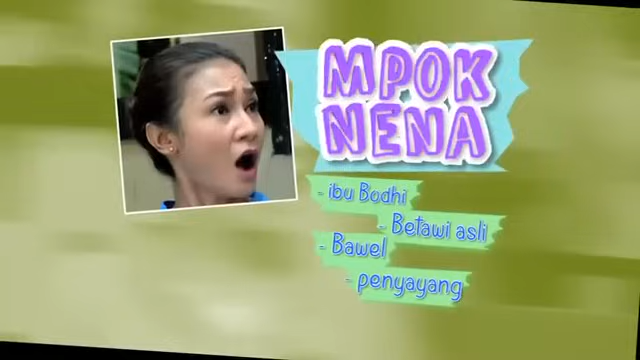 MPOK
NENA
- ibu Bodhi
- Betawi asli
- Bawel
- penyayang